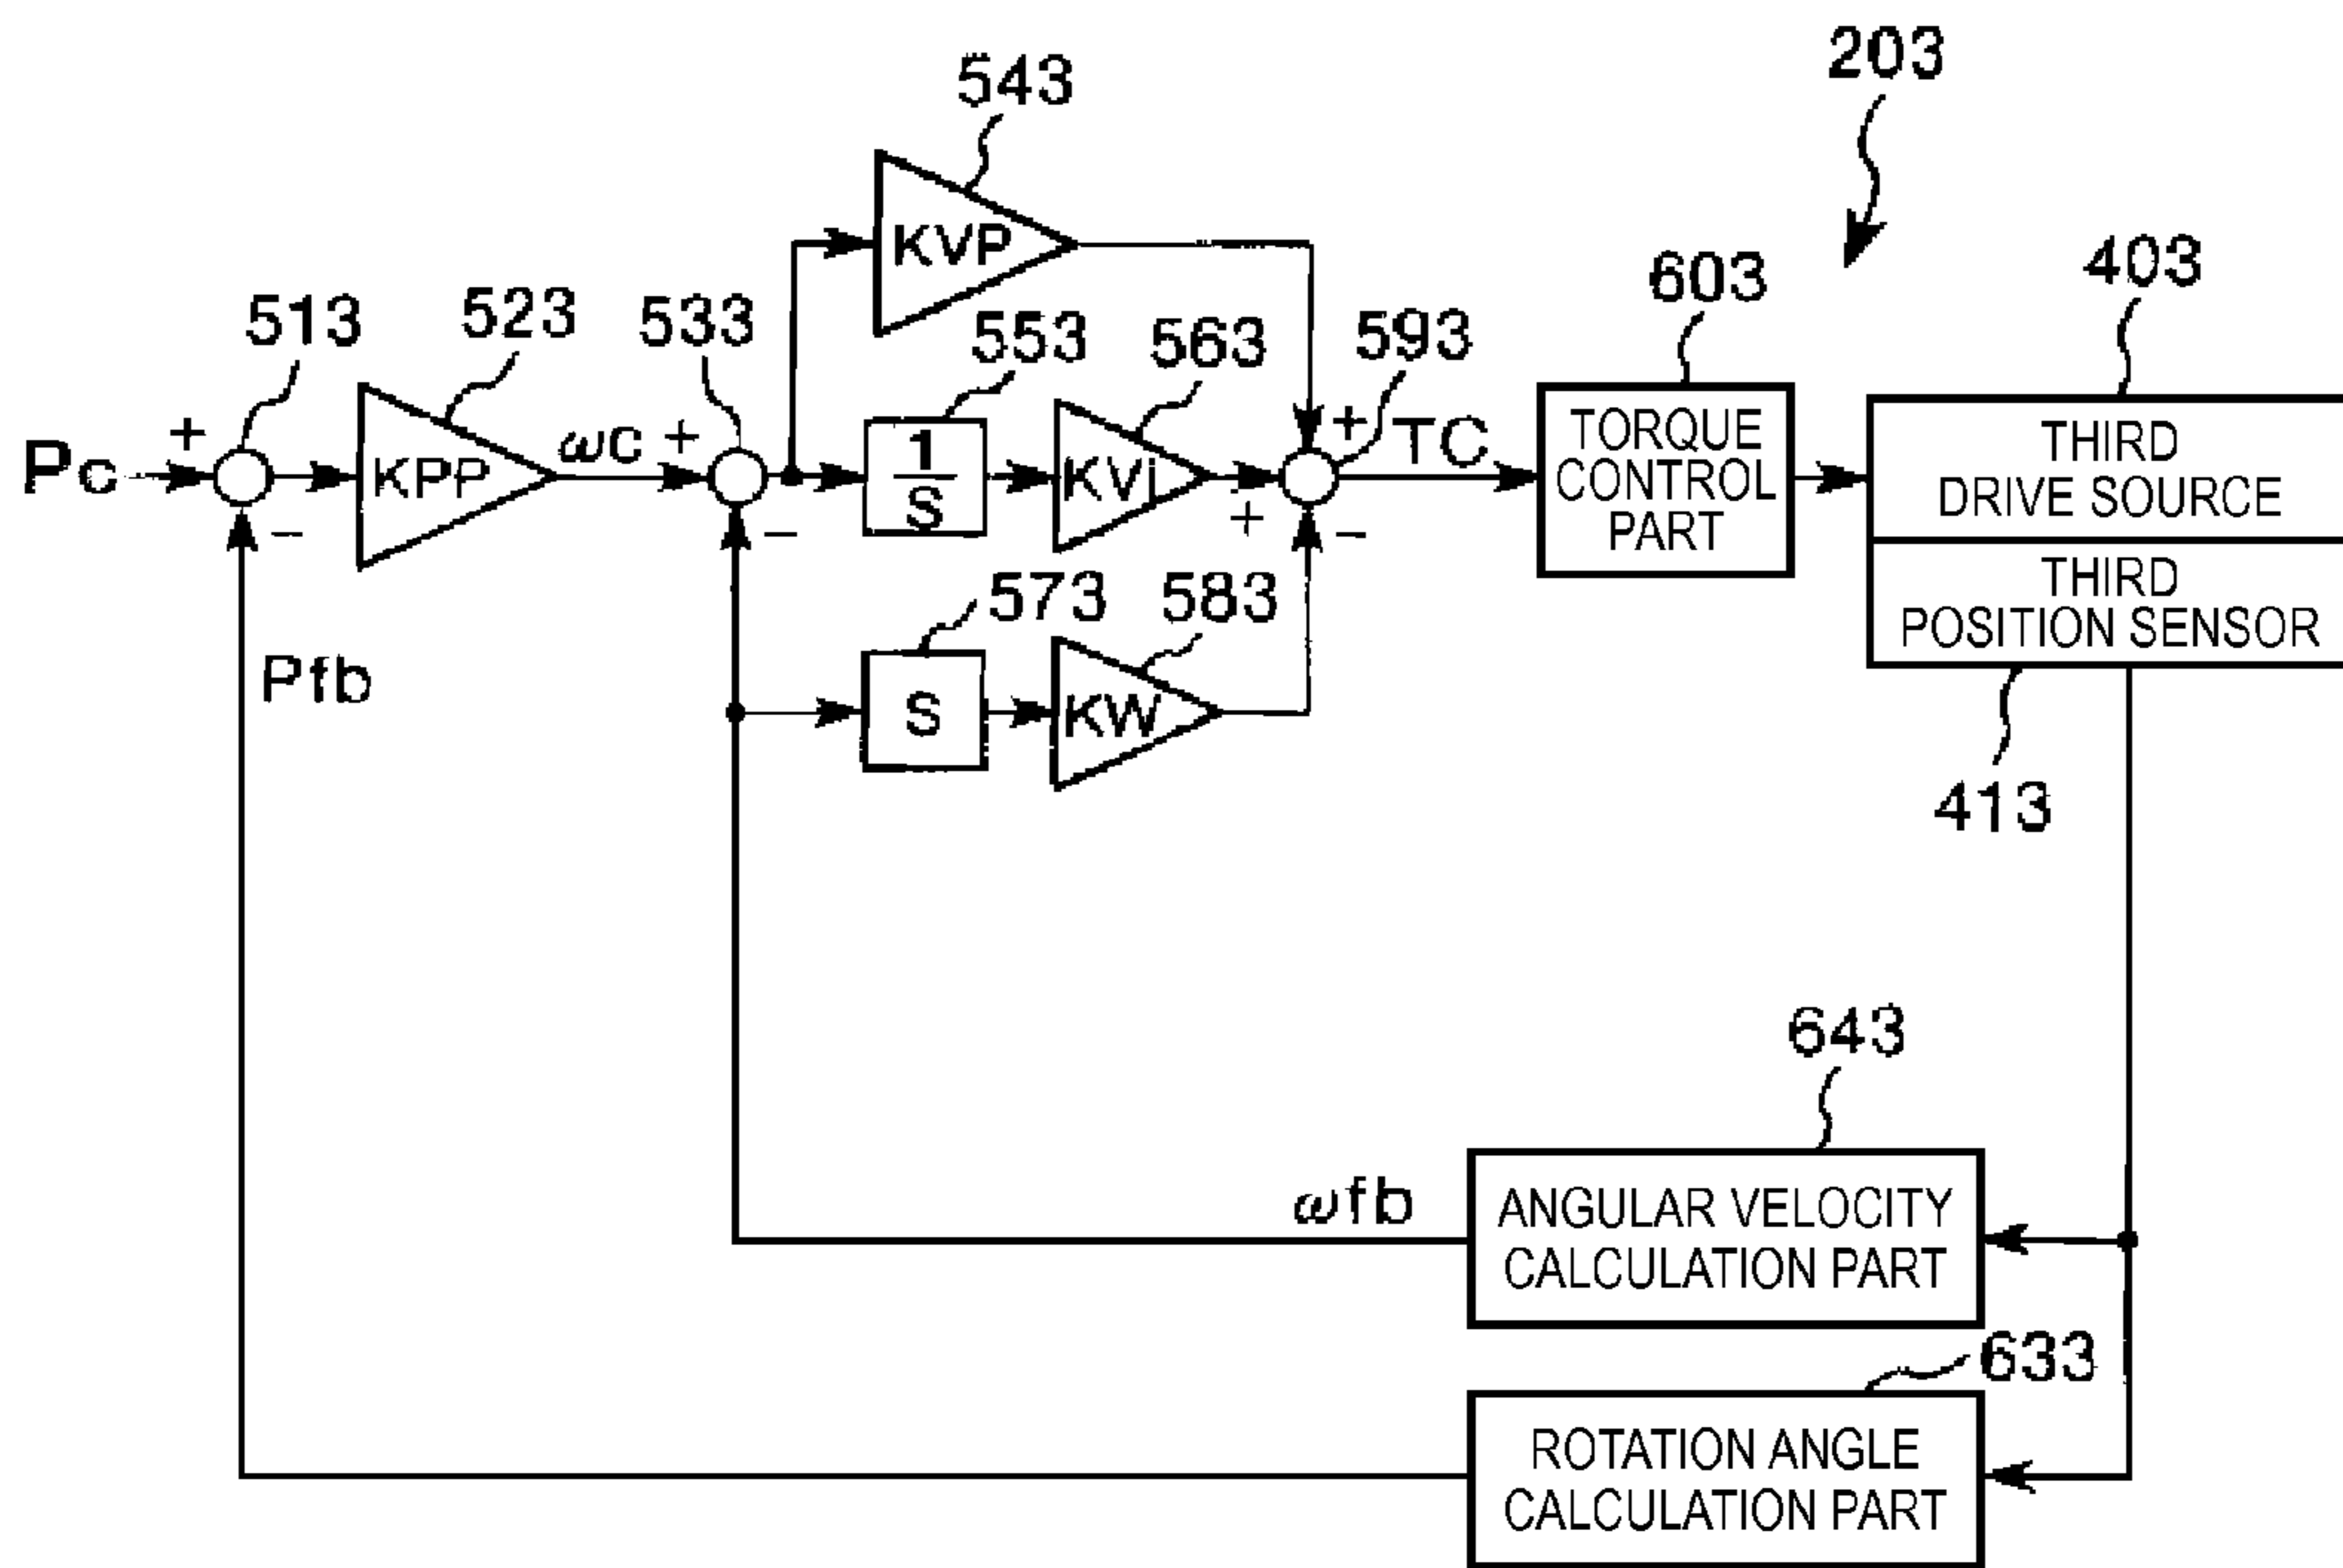 203
543
403
603
513
523
533
553
563
593
KVP
Pc
+
KPP
ωc
+
1
S
KVi
+
+
TC
TORQUE
CONTROL
PART
THIRD
DRIVE SOURCE
−
−
−
THIRD
POSITION SENSOR
573
583
Pfb
S
KW
413
643
ωfb
ANGULAR VELOCITY
CALCULATION PART
633
ROTATION ANGLE
CALCULATION PART